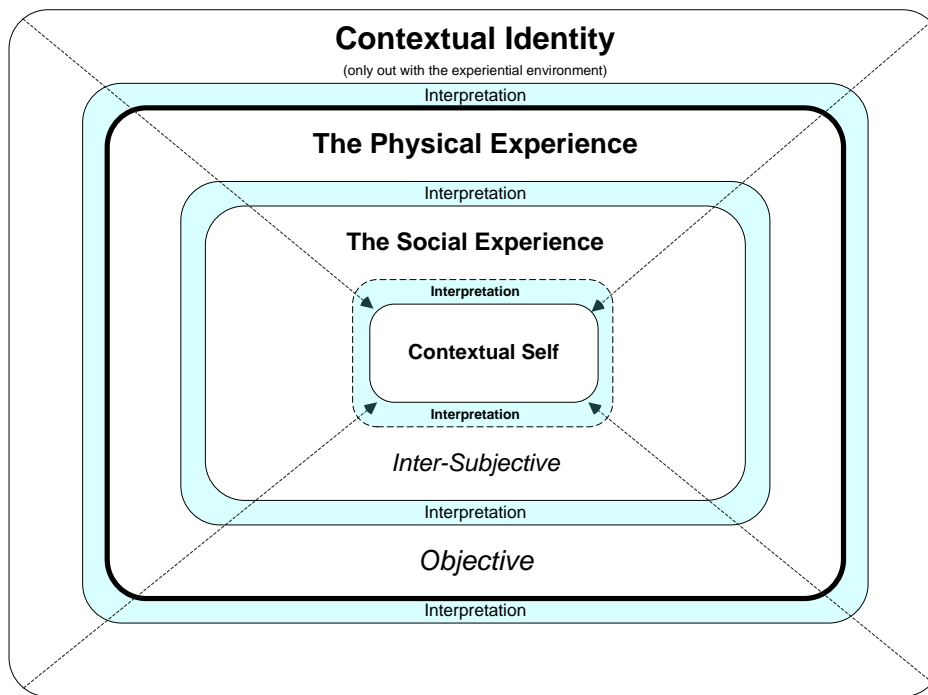 Contextual Identity
(only out with the experiential environment)
Interpretation
The Physical Experience
Interpretation
The Social Experience
Interpretation
Contextual Self
Interpretation
Inter-Subjective
Interpretation
Objective
Interpretation